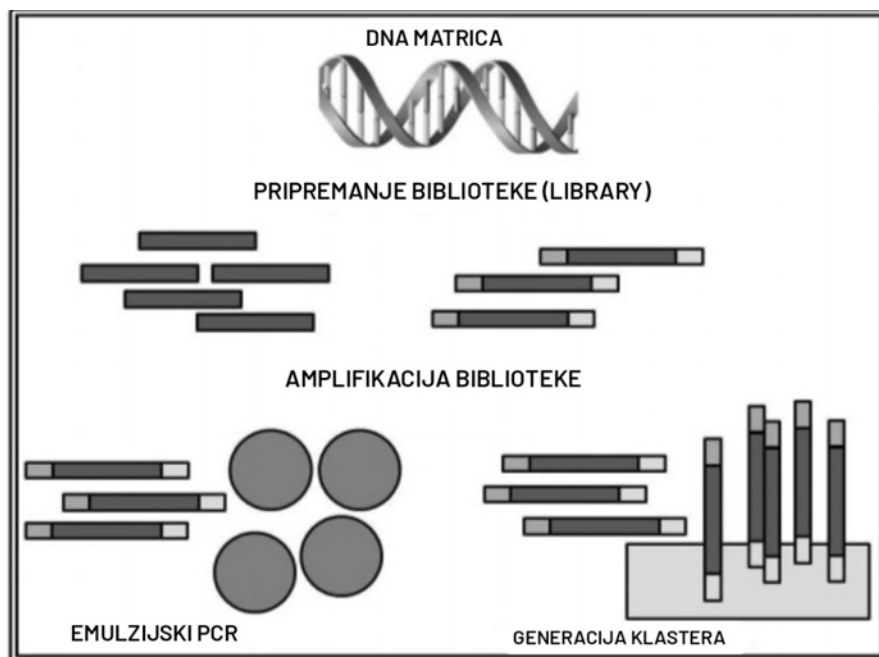 DNA MATRICA
PRIPREMANJE BIBLIOTEKE (LIBRARY)
AMPLIFIKACIJA BIBLIOTEKE
EMULZIJSKI PCR
GENERACIJA KLASTERA